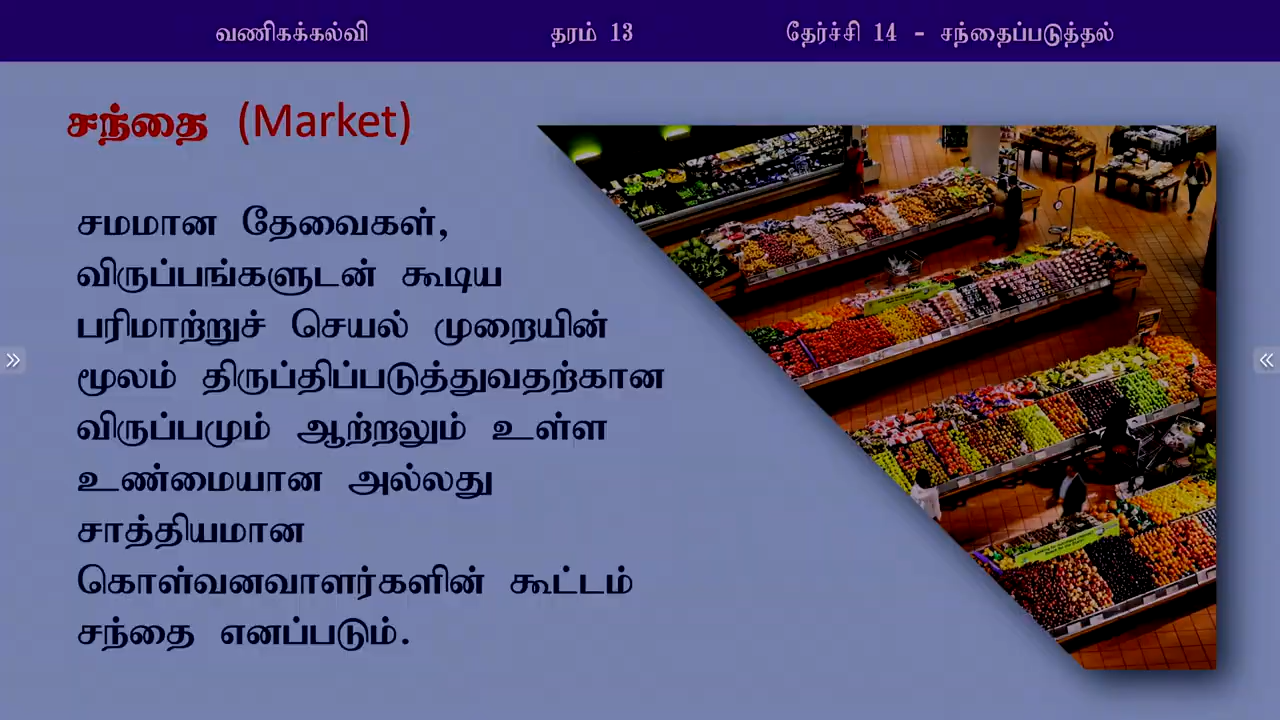 வணிகக்கல்வி தரம் 13 தேர்ச்சி 14 - சந்தைப்படுத்தல்
சந்தை (Market)
சமமான தேவைகள்,
விருப்பங்களுடன் கூடிய
பரிமாற்றுச் செயல் முறையின்
மூலம் திருப்திப்படுத்துவதற்கான
விருப்பமும் ஆற்றலும் உள்ள
உண்மையான அல்லது
சாத்தியமான
கொள்வனவாளர்களின் கூட்டம்
சந்தை எனப்படும்.